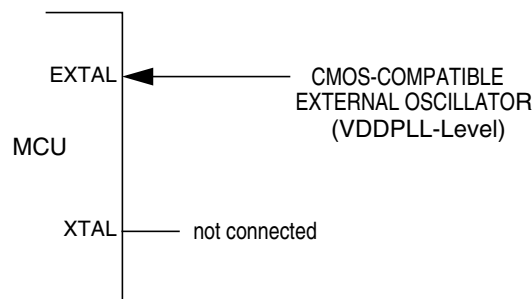 EXTAL
CMOS-COMPATIBLE
EXTERNAL OSCILLATOR
(VDDPLL-Level)
MCU
XTAL
not connected